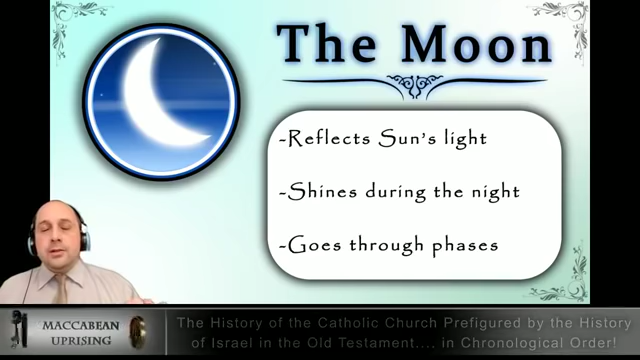 The Moon
-Reflects Sun's light
-Shines during the night
-Goes through phases
MACCABEAN
UPRISING
The History of the Catholic Church Prefigured by the History
of Israel in the Old Testament.... in Chronological Order!